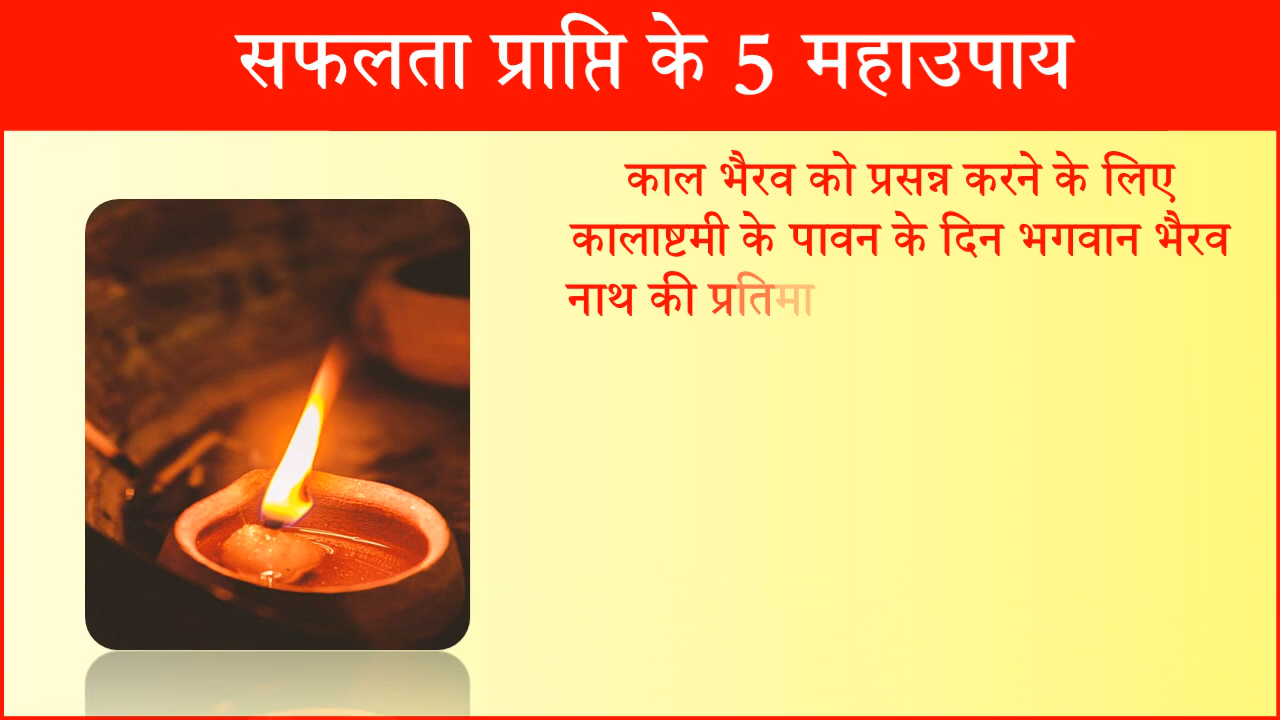 सफलता प्राप्ति के 5 महाउपाय
काल भैरव को प्रसन्न करने के लिए
कालाष्टमी के पावन के दिन भगवान भैरव
नाथ की प्रतिमा